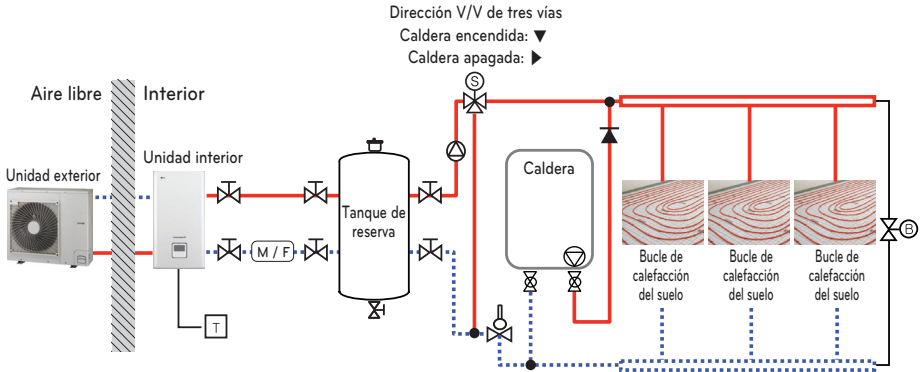 Dirección V/V de tres vías
Caldera encendida: ▼
Caldera apagada: ▶
Aire libre
Interior
S
Unidad exterior
Unidad interior
Caldera
Tanque de
reserva
M / F
T
B
Bucle de
calefacción
del suelo
Bucle de
calefacción
del suelo
Bucle de
calefacción
del suelo